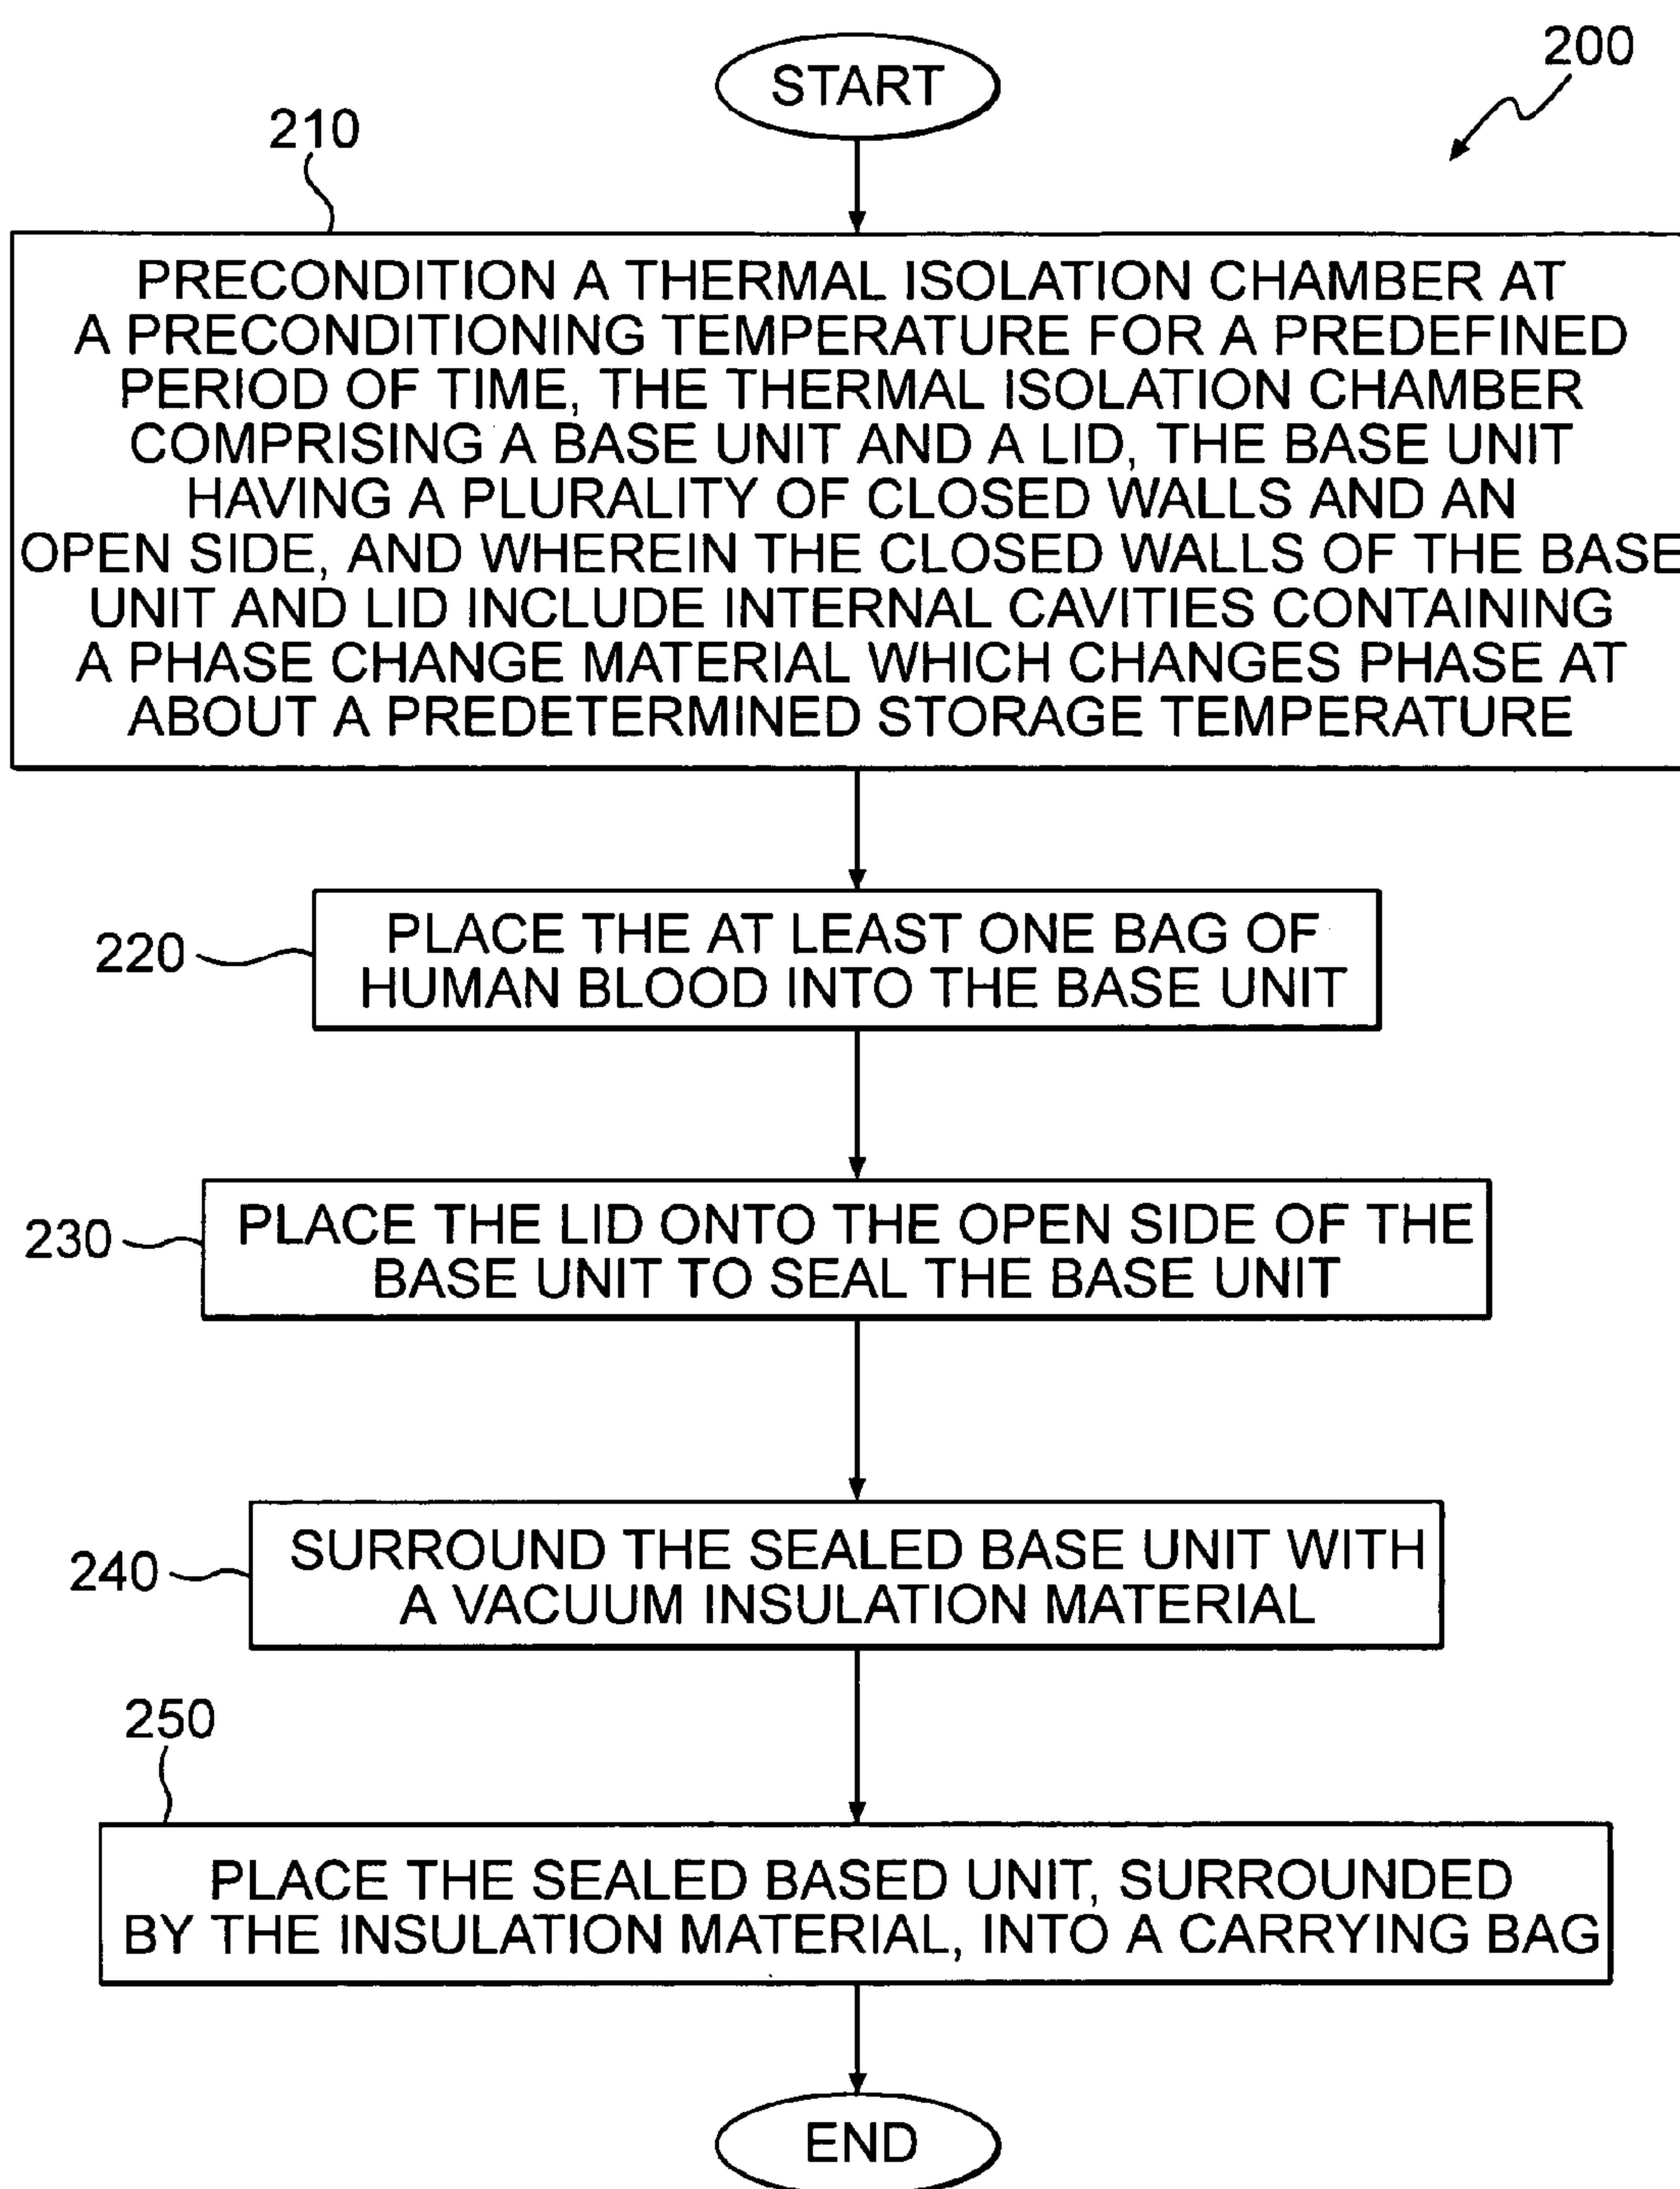 START
200
210
PRECONDITION A THERMAL ISOLATION CHAMBER AT
A PRECONDITIONING TEMPERATURE FOR A PREDEFINED
PERIOD OF TIME, THE THERMAL ISOLATION CHAMBER
COMPRISING A BASE UNIT AND A LID, THE BASE UNIT
HAVING A PLURALITY OF CLOSED WALLS AND AN
OPEN SIDE, AND WHEREIN THE CLOSED WALLS OF THE BASE
UNIT AND LID INCLUDE INTERNAL CAVITIES CONTAINING
A PHASE CHANGE MATERIAL WHICH CHANGES PHASE AT
ABOUT A PREDETERMINED STORAGE TEMPERATURE
220
PLACE THE AT LEAST ONE BAG OF
HUMAN BLOOD INTO THE BASE UNIT
230
PLACE THE LID ONTO THE OPEN SIDE OF THE
BASE UNIT TO SEAL THE BASE UNIT
240
SURROUND THE SEALED BASE UNIT WITH
A VACUUM INSULATION MATERIAL
250
PLACE THE SEALED BASED UNIT, SURROUNDED
BY THE INSULATION MATERIAL, INTO A CARRYING BAG
END